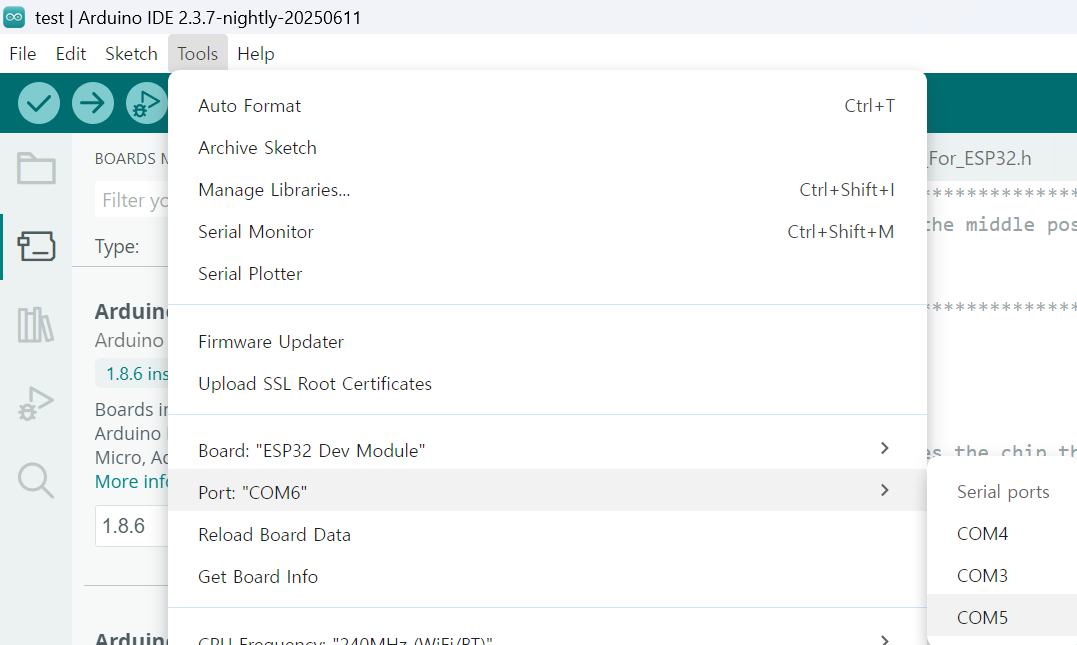 test | Arduino IDE 2.3.7-nightly-20250611
File Edit Sketch Tools Help
Auto Format Ctrl+T
Archive Sketch
Manage Libraries... Ctrl+Shift+I
Serial Monitor Ctrl+Shift+M
Serial Plotter
Firmware Updater
Upload SSL Root Certificates
Board: "ESP32 Dev Module"
Port: "COM6"
Reload Board Data
Get Board Info
CPU Frequency: "240MHz (WiFi/BT)"
Serial ports
COM4
COM3
COM5
BOARDS M
Filter yo
Type:
Arduin
Arduino
1.8.6 ins
Boards in
Arduino
Micro, Ad
More info
1.8.6
Arduin
_For_ESP32.h
***************
the middle pos
***************
es the chip th